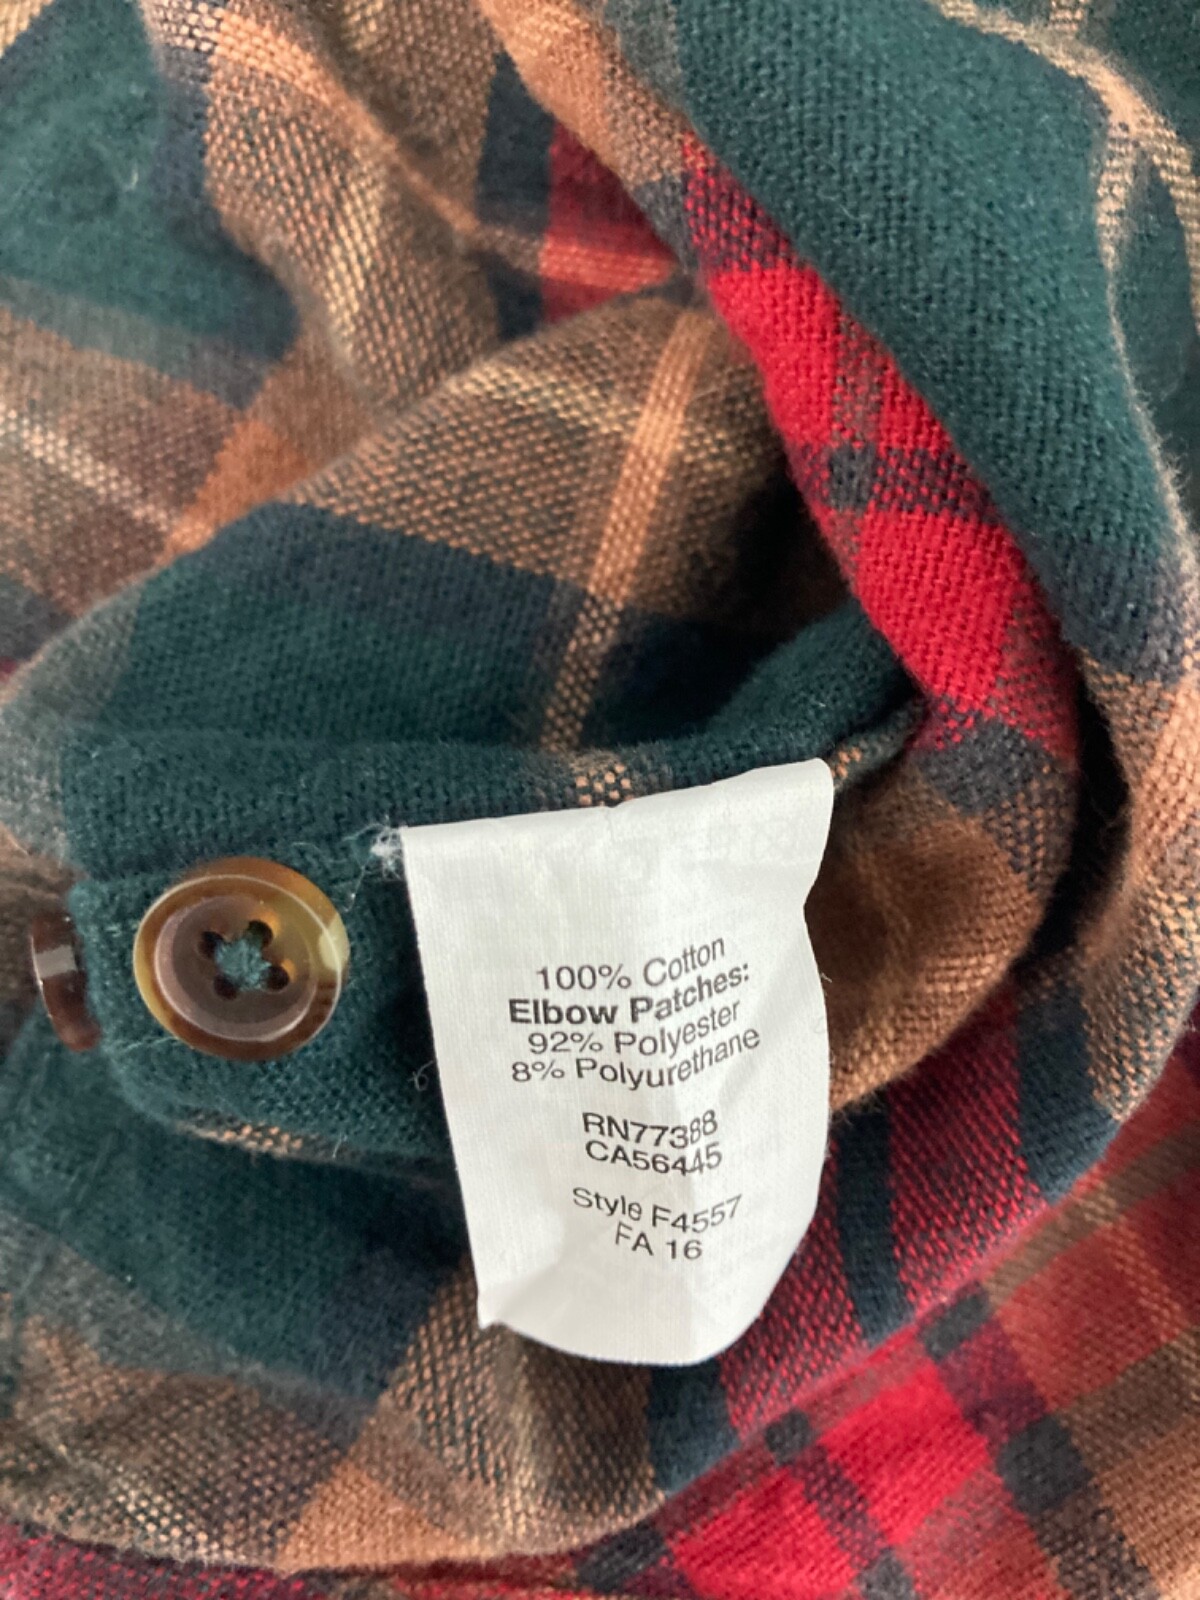 100% Cotton
Elbow Patches:
92% Polyester
8% Polyurethane
RN77388
CA56445
Style F4557
FA 16